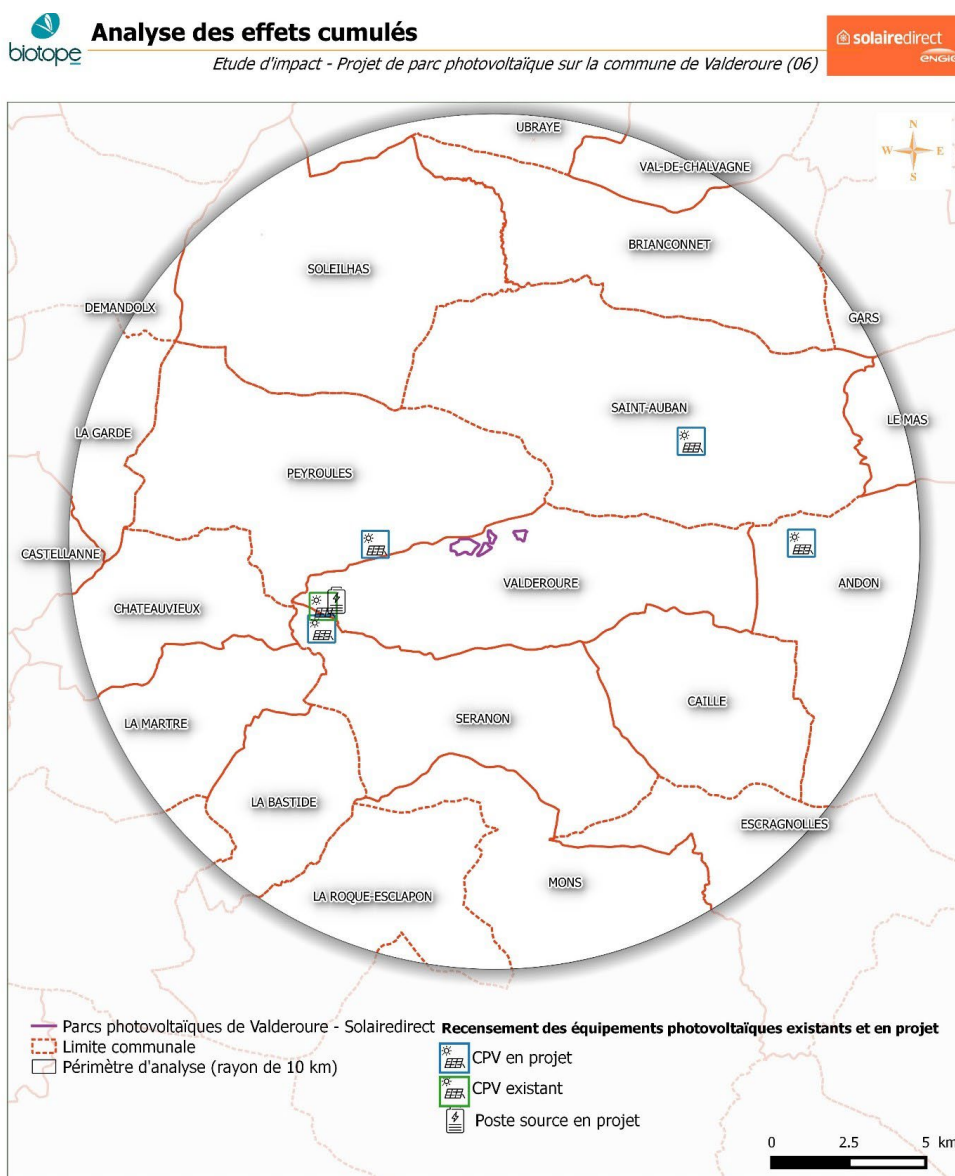 biotope
Analyse des effets cumulés
Etude d'impact - Projet de parc photovoltaïque sur la commune de Valderoure (06)
solairedirect
ENGIE
N
W
E
S
UBRAYE
VAL-DE-CHALVAGNE
BRIANCONNET
SOLEILHAS
DEMANDOLX
GARS
SAINT-AUBAN
LE MAS
LA GARDE
PEYROULES
CASTELLANNE
VALDEROURE
ANDON
CHATEAUVIEUX
CAILLE
SERANON
LA MARTRE
LA BASTIDE
ESCRAGNOLLES
MONS
LA ROQUE-ESCLAPON
Parcs photovoltaïques de Valderoure - Solairedirect
Limite communale
Périmètre d'analyse (rayon de 10 km)
Recensement des équipements photovoltaïques existants et en projet
CPV en projet
CPV existant
Poste source en projet
0 2.5 5 km